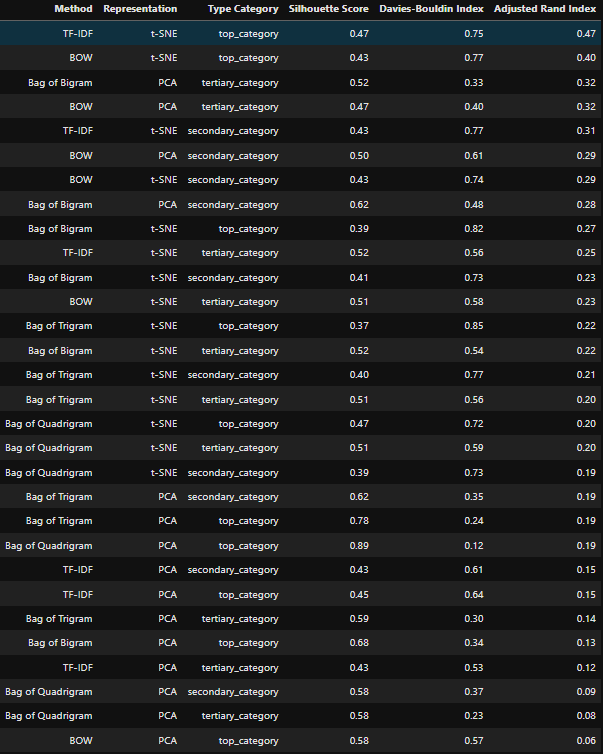 Method Representation Type Category Silhouette Score Davies-Bouldin Index Adjusted Rand Index
TF-IDF t-SNE top_category 0.47 0.75 0.47
BOW t-SNE top_category 0.43 0.77 0.40
Bag of Bigram PCA tertiary_category 0.52 0.33 0.32
BOW PCA tertiary_category 0.47 0.40 0.32
TF-IDF t-SNE secondary_category 0.43 0.77 0.31
BOW PCA secondary_category 0.50 0.61 0.29
BOW t-SNE secondary_category 0.43 0.74 0.29
Bag of Bigram PCA secondary_category 0.62 0.48 0.28
Bag of Bigram t-SNE top_category 0.39 0.82 0.27
TF-IDF t-SNE tertiary_category 0.52 0.56 0.25
Bag of Bigram t-SNE secondary_category 0.41 0.73 0.23
BOW t-SNE tertiary_category 0.51 0.58 0.23
Bag of Trigram t-SNE top_category 0.37 0.85 0.22
Bag of Bigram t-SNE tertiary_category 0.52 0.54 0.22
Bag of Trigram t-SNE secondary_category 0.40 0.77 0.21
Bag of Trigram t-SNE tertiary_category 0.51 0.56 0.20
Bag of Quadrigram t-SNE top_category 0.47 0.72 0.20
Bag of Quadrigram t-SNE tertiary_category 0.51 0.59 0.20
Bag of Quadrigram t-SNE secondary_category 0.39 0.73 0.19
Bag of Trigram PCA secondary_category 0.62 0.35 0.19
Bag of Trigram PCA top_category 0.78 0.24 0.19
Bag of Quadrigram PCA top_category 0.89 0.12 0.19
TF-IDF PCA secondary_category 0.43 0.61 0.15
TF-IDF PCA top_category 0.45 0.64 0.15
Bag of Trigram PCA tertiary_category 0.59 0.30 0.14
Bag of Bigram PCA top_category 0.68 0.34 0.13
TF-IDF PCA tertiary_category 0.43 0.53 0.12
Bag of Quadrigram PCA secondary_category 0.58 0.37 0.09
Bag of Quadrigram PCA tertiary_category 0.58 0.23 0.08
BOW PCA top_category 0.58 0.57 0.06